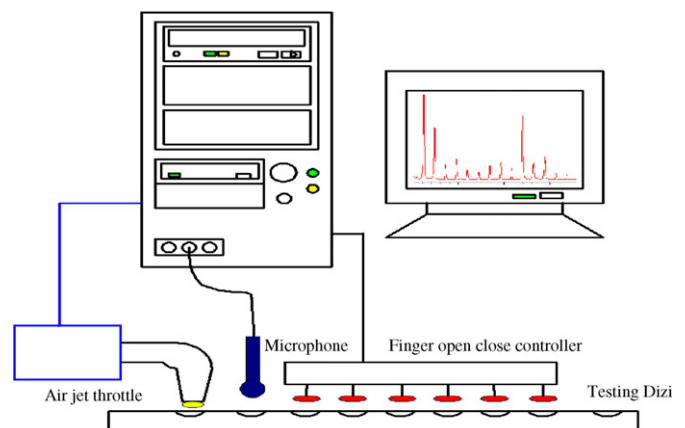 Microphone
Finger open close controller
Air jet throttle
Testing Dizi